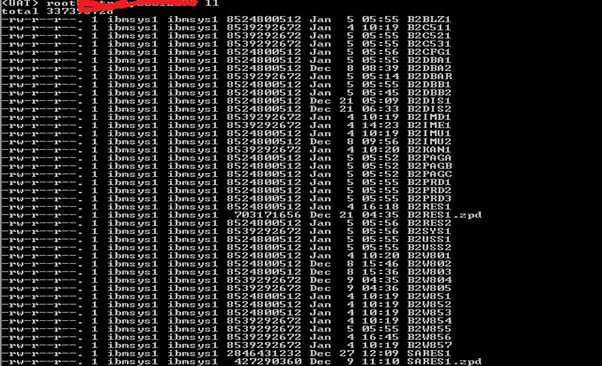 (UAT) root ll
total
-rw-r--r--. 1 ibmsys1 ibmsys1 8524800512 Jan  5 05:55 B2BLZ1
-rw-r--r--. 1 ibmsys1 ibmsys1 8539292672 Jan  4 10:19 B2C511
-rw-r--r--. 1 ibmsys1 ibmsys1 8539292672 Jan  5 05:55 B2C521
-rw-r--r--. 1 ibmsys1 ibmsys1 8539292672 Jan  4 10:19 B2C531
-rw-r--r--. 1 ibmsys1 ibmsys1 8524800512 Jan  5 05:56 B2CFG1
-rw-r--r--. 1 ibmsys1 ibmsys1 8524800512 Jan  5 05:55 B2DBA1
-rw-r--r--. 1 ibmsys1 ibmsys1 8524800512 Dec  8 08:39 B2DBA2
-rw-r--r--. 1 ibmsys1 ibmsys1 8539292672 Jan  5 05:14 B2DBAR
-rw-r--r--. 1 ibmsys1 ibmsys1 8524800512 Jan  5 05:55 B2DBB1
-rw-r--r--. 1 ibmsys1 ibmsys1 8524800512 Jan  5 05:45 B2DBB2
-rw-r--r--. 1 ibmsys1 ibmsys1 8524800512 Dec 21 05:09 B2DIS1
-rw-r--r--. 1 ibmsys1 ibmsys1 8524800512 Dec 21 06:33 B2DIS2
-rw-r--r--. 1 ibmsys1 ibmsys1 8539292672 Jan  4 10:19 B2IMD1
-rw-r--r--. 1 ibmsys1 ibmsys1 8539292672 Jan  4 14:23 B2IME1
-rw-r--r--. 1 ibmsys1 ibmsys1 8524800512 Jan  4 10:19 B2IMU1
-rw-r--r--. 1 ibmsys1 ibmsys1 8524800512 Dec  8 09:56 B2IMU2
-rw-r--r--. 1 ibmsys1 ibmsys1 8539292672 Jan  4 10:20 B2KAN1
-rw-r--r--. 1 ibmsys1 ibmsys1 8524800512 Jan  5 05:52 B2PAGA
-rw-r--r--. 1 ibmsys1 ibmsys1 8524800512 Jan  5 05:52 B2PAGB
-rw-r--r--. 1 ibmsys1 ibmsys1 8524800512 Jan  5 05:52 B2PAGC
-rw-r--r--. 1 ibmsys1 ibmsys1 8524800512 Jan  5 05:55 B2PRD1
-rw-r--r--. 1 ibmsys1 ibmsys1 8524800512 Jan  5 05:55 B2PRD2
-rw-r--r--. 1 ibmsys1 ibmsys1 8524800512 Jan  5 05:55 B2PRD3
-rw-r--r--. 1 ibmsys1 ibmsys1 8524800512 Jan  4 16:18 B2RES1
-rw-r--r--. 1 ibmsys1 ibmsys1  703171656 Dec 21 04:35 B2RES1.zpd
-rw-r--r--. 1 ibmsys1 ibmsys1 8524800512 Jan  5 05:56 B2RES2
-rw-r--r--. 1 ibmsys1 ibmsys1 8539292672 Jan  5 05:56 B2SYS1
-rw-r--r--. 1 ibmsys1 ibmsys1 8524800512 Jan  5 05:55 B2USS1
-rw-r--r--. 1 ibmsys1 ibmsys1 8524800512 Jan  5 05:55 B2USS2
-rw-r--r--. 1 ibmsys1 ibmsys1 8524800512 Jan  4 10:20 B2W801
-rw-r--r--. 1 ibmsys1 ibmsys1 8524800512 Dec  8 15:46 B2W802
-rw-r--r--. 1 ibmsys1 ibmsys1 8524800512 Dec  8 15:36 B2W803
-rw-r--r--. 1 ibmsys1 ibmsys1 8539292672 Dec  9 04:35 B2W804
-rw-r--r--. 1 ibmsys1 ibmsys1 8539292672 Dec  9 04:36 B2W805
-rw-r--r--. 1 ibmsys1 ibmsys1 8524800512 Jan  4 10:19 B2W851
-rw-r--r--. 1 ibmsys1 ibmsys1 8524800512 Jan  4 10:19 B2W852
-rw-r--r--. 1 ibmsys1 ibmsys1 8524800512 Jan  4 10:19 B2W853
-rw-r--r--. 1 ibmsys1 ibmsys1 8539292672 Jan  4 10:19 B2W854
-rw-r--r--. 1 ibmsys1 ibmsys1 8539292672 Jan  5 05:55 B2W855
-rw-r--r--. 1 ibmsys1 ibmsys1 8539292672 Jan  4 16:45 B2W856
-rw-r--r--. 1 ibmsys1 ibmsys1 8539292672 Jan  4 10:19 B2W857
-rw-r--r--. 1 ibmsys1 ibmsys1 2846431232 Dec 27 12:09 SARES1
-rw-r--r--. 1 ibmsys1 ibmsys1  427290360 Dec  9 11:10 SARES1.zpd